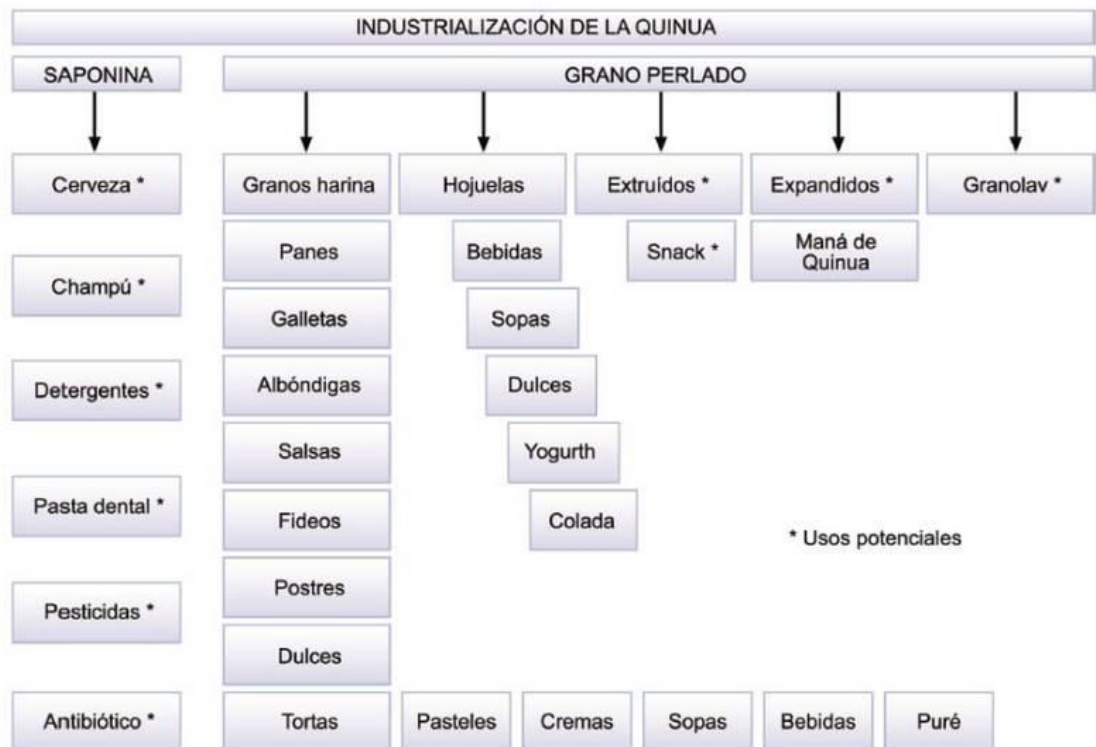 INDUSTRIALIZACIÓN DE LA QUINUA
SAPONINA
GRANO PERLADO
Cerveza *
Granos harina
Hojuelas
Extruídos *
Expandidos *
Granolav *
Panes
Bebidas
Snack *
Maná de
Quinua
Champú *
Galletas
Sopas
Detergentes *
Albóndigas
Dulces
Salsas
Yogurth
Pasta dental *
Fideos
Colada
* Usos potenciales
Pesticidas *
Postres
Dulces
Antibiótico *
Tortas
Pasteles
Cremas
Sopas
Bebidas
Puré